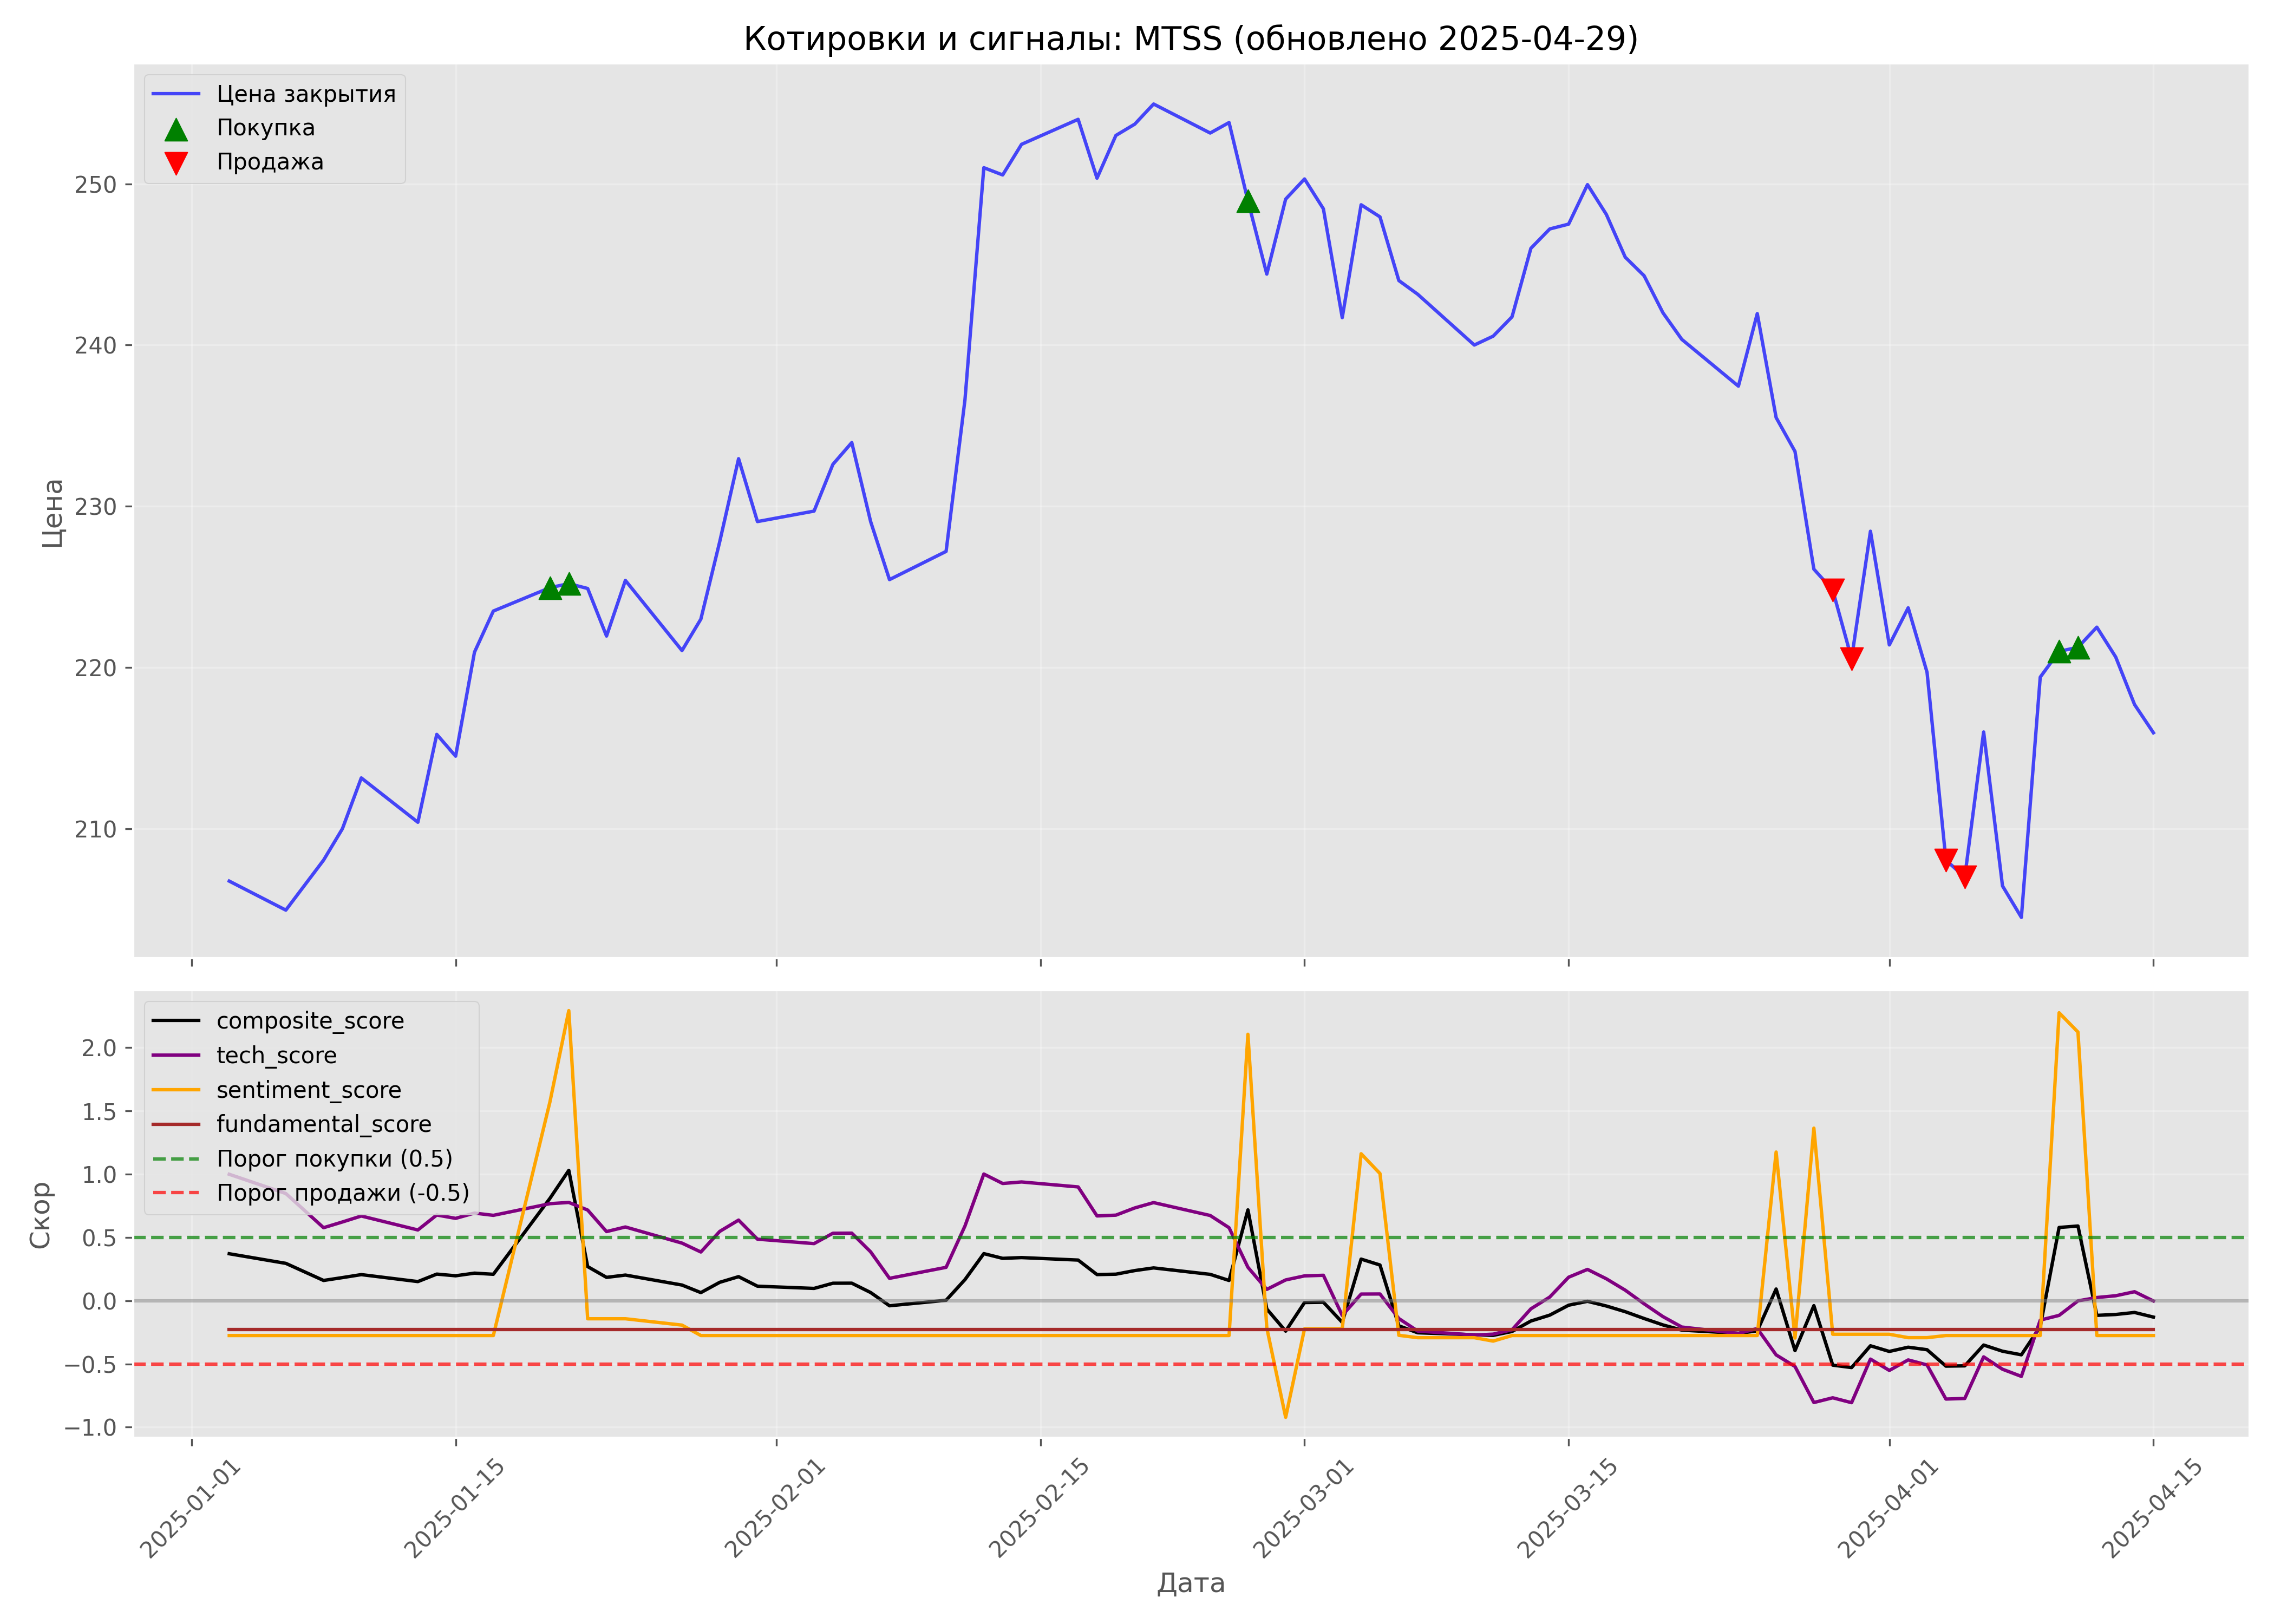 Котировки и сигналы: MTSS (обновлено 2025-04-29)
Цена закрытия
Покупка
Продажа
Цена
250
240
230
220
210
composite_score
tech_score
sentiment_score
fundamental_score
Порог покупки (0.5)
Порог продажи (-0.5)
Скор
2.0
1.5
1.0
0.5
0.0
−0.5
−1.0
2025-01-01
2025-01-15
2025-02-01
2025-02-15
2025-03-01
2025-03-15
2025-04-01
2025-04-15
Дата